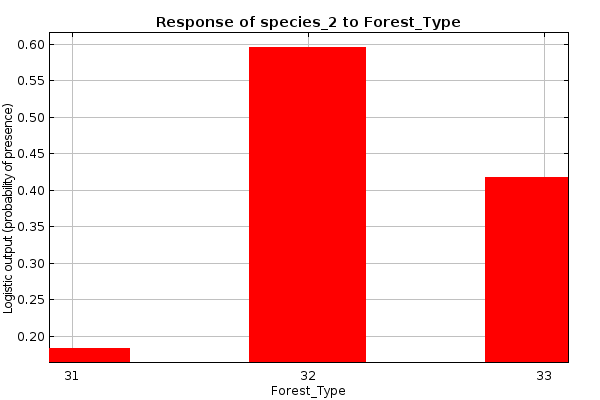 Response of species_2 to Forest_Type
Logistic output (probability of presence)
0.60
0.55
0.50
0.45
0.40
0.35
0.30
0.25
0.20
31 32 33
Forest_Type